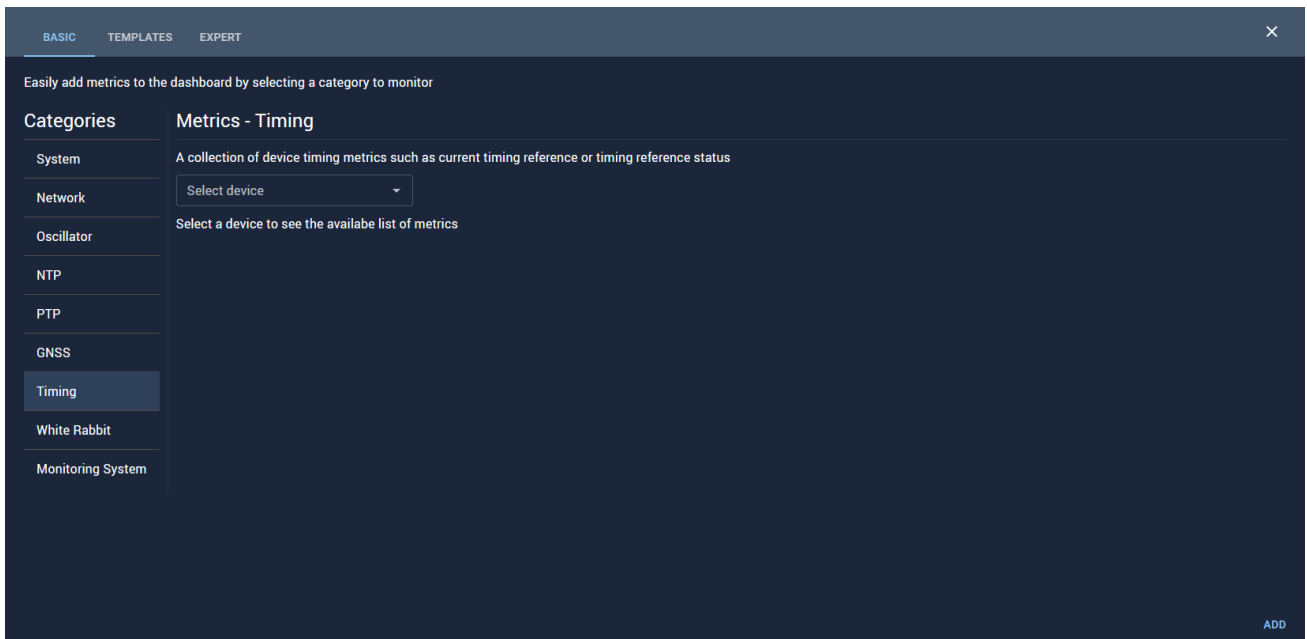 BASIC TEMPLATES EXPERT
Easily add metrics to the dashboard by selecting a category to monitor
Categories
System
Network
Oscillator
NTP
PTP
GNSS
Timing
White Rabbit
Monitoring System
Metrics - Timing
A collection of device timing metrics such as current timing reference or timing reference status
Select device
Select a device to see the availabe list of metrics
ADD